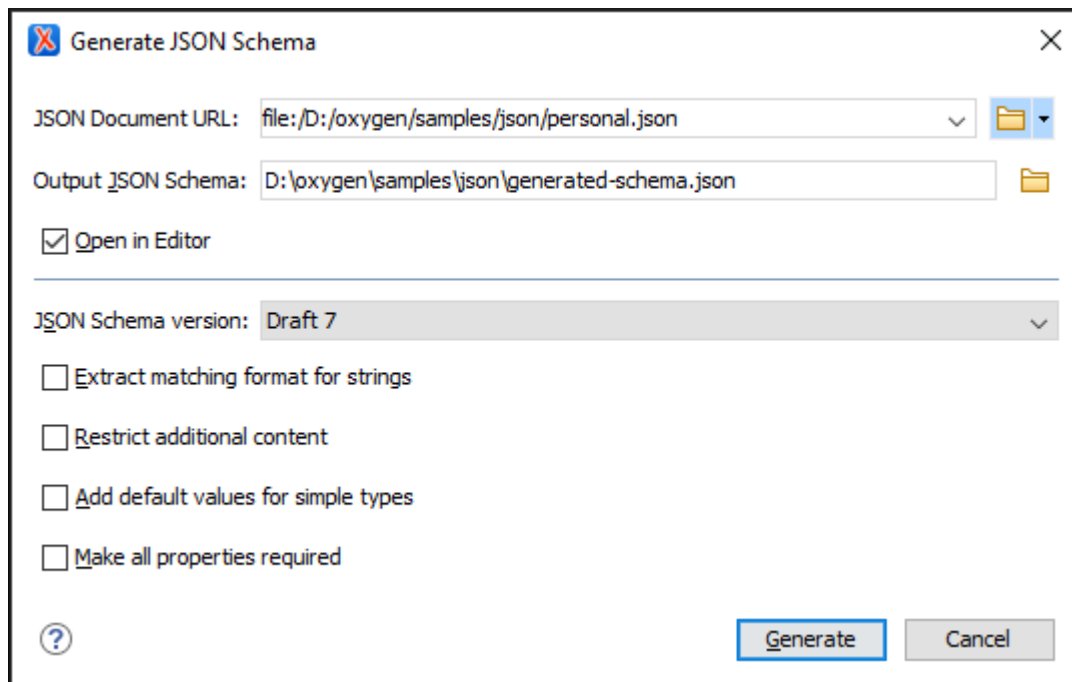 Generate JSON Schema
JSON Document URL: file:/D:/oxygen/samples/json/personal.json
Output JSON Schema: D:\oxygen\samples\json\generated-schema.json
Open in Editor
JSON Schema version: Draft 7
Extract matching format for strings
Restrict additional content
Add default values for simple types
Make all properties required
? Generate Cancel